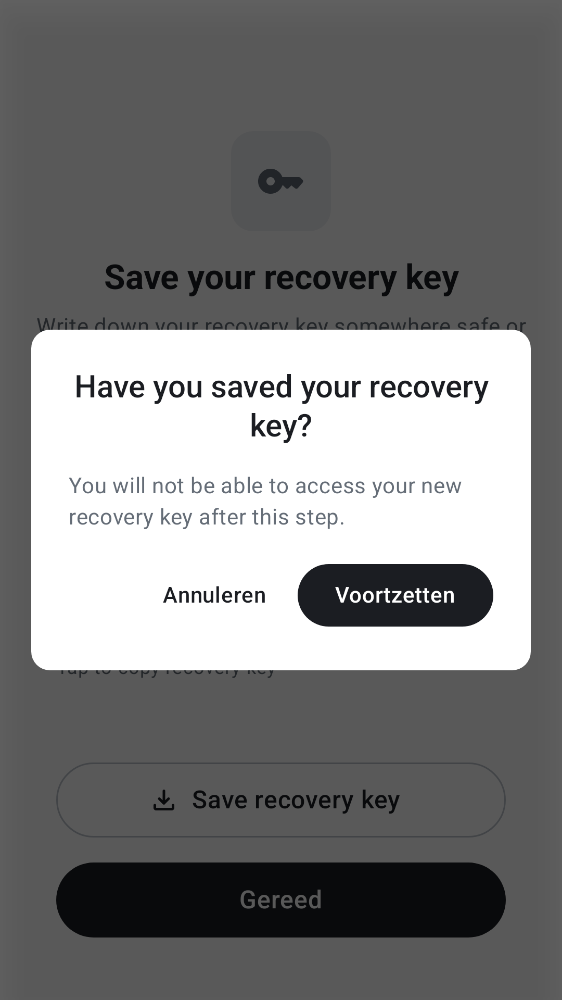 Save your recovery key
Write down your recovery key somewhere safe or
Have you saved your recovery
key?
You will not be able to access your new
recovery key after this step.
Annuleren
Voortzetten
Tap to copy recovery key
Save recovery key
Gereed